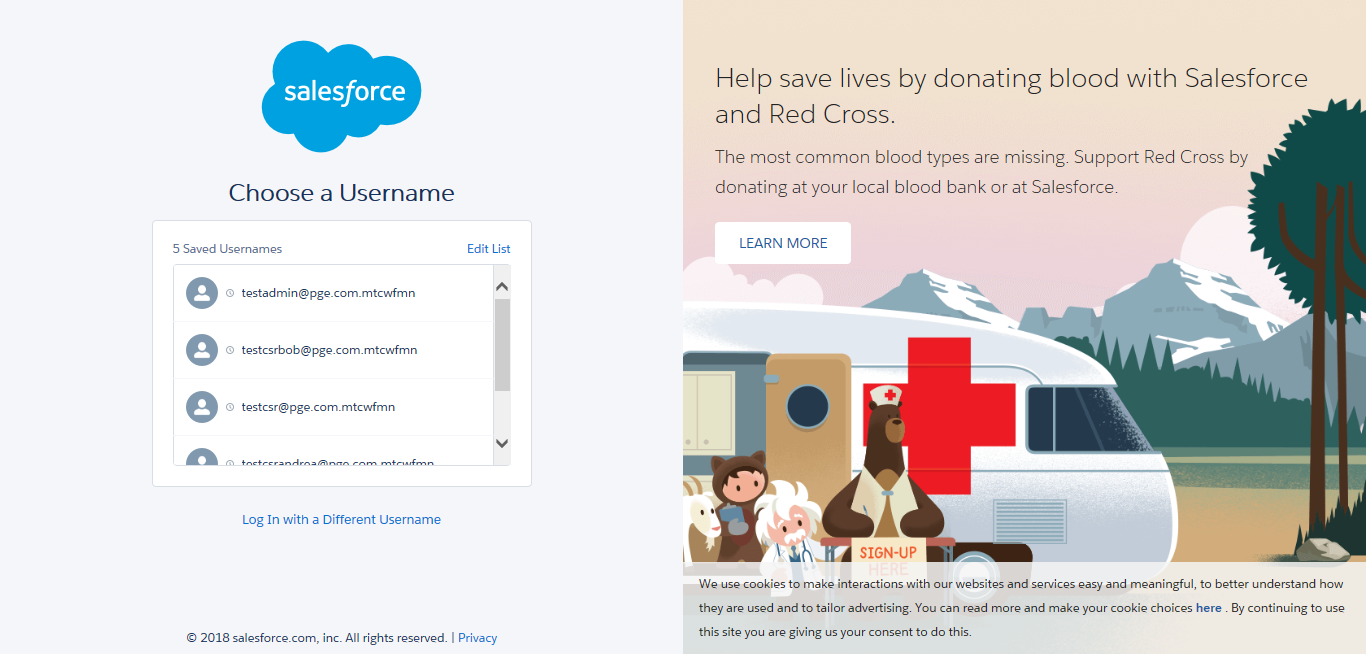 salesforce
Choose a Username
5 Saved Usernames
Edit List
testadmin@pge.com.mtcwfmn
testcsrbob@pge.com.mtcwfmn
testcsr@pge.com.mtcwfmn
testcsrandrea@pge.com.mtcwfmn
Log In with a Different Username
© 2018 salesforce.com, inc. All rights reserved. | Privacy
Help save lives by donating blood with Salesforce
and Red Cross.
The most common blood types are missing. Support Red Cross by
donating at your local blood bank or at Salesforce.
LEARN MORE
SIGN-UP
HERE
We use cookies to make interactions with our websites and services easy and meaningful, to better understand how
they are used and to tailor advertising. You can read more and make your cookie choices here . By continuing to use
this site you are giving us your consent to do this.